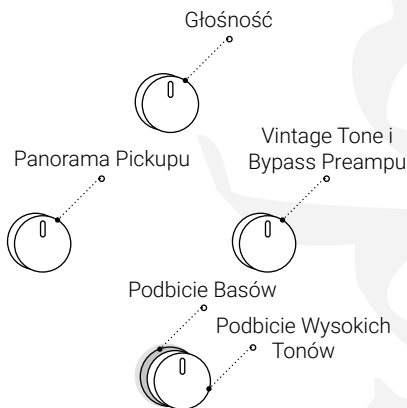 Głośność
Panorama Pickupu
Vintage Tone i
Bypass Preampu
Podbicie Basów
Podbicie Wysokich
Tonów